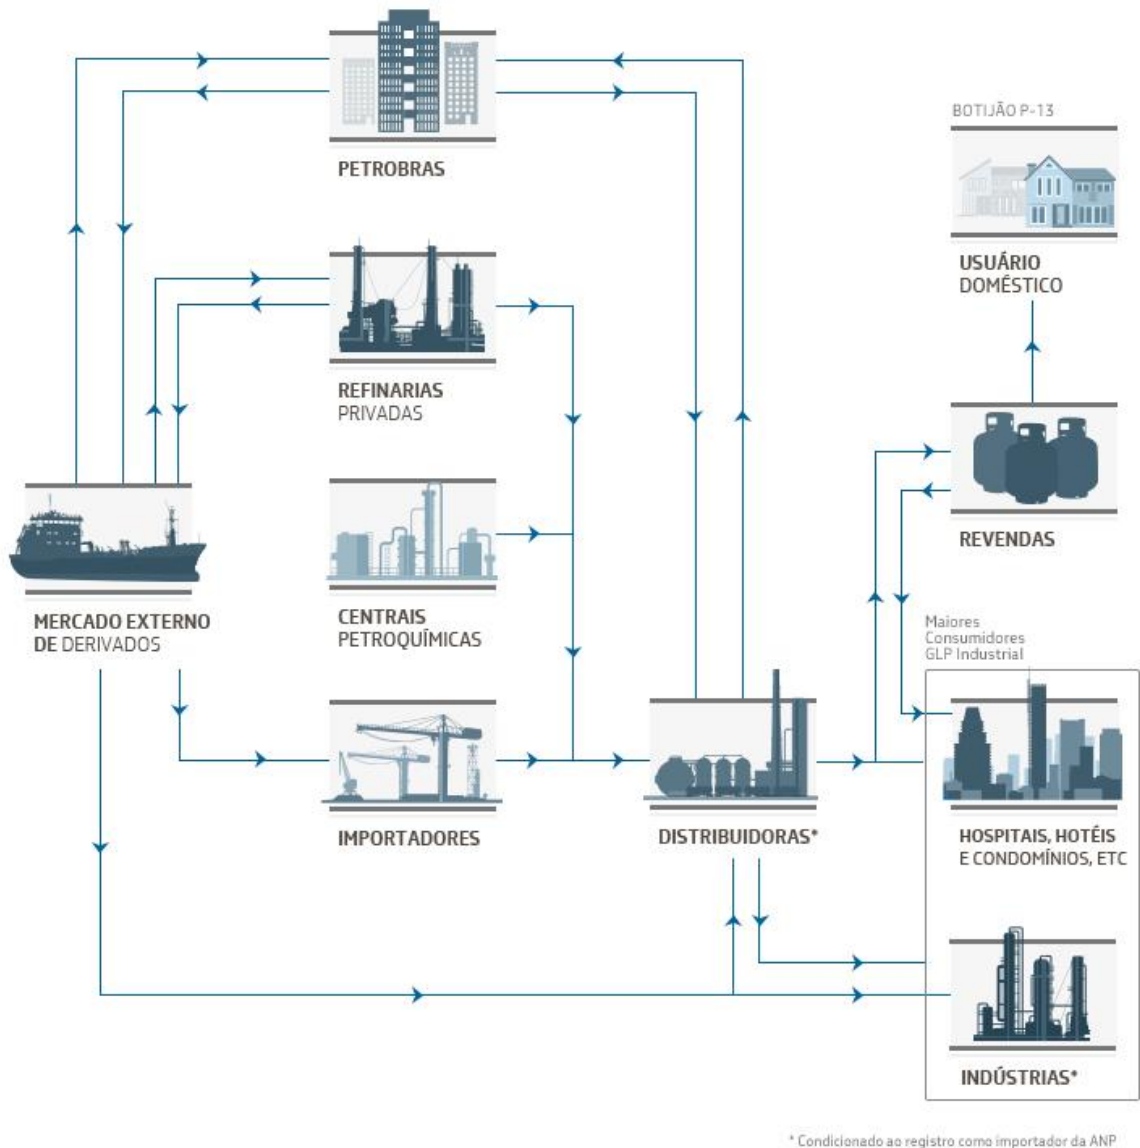 BOTIJÃO P-13
PETROBRAS
USUÁRIO
DOMÉSTICO
REFINARIAS
PRIVADAS
REVENDAS
MERCADO EXTERNO
DE DERIVADOS
CENTRAIS
PETROQUÍMICAS
Maiores
Consumidores
GLP Industrial
IMPORTADORES
DISTRIBUIDORAS*
HOSPITAIS, HOTÉIS
E CONDOMÍNIOS, ETC
INDÚSTRIAS*
* Condicionado ao registro como importador da ANP